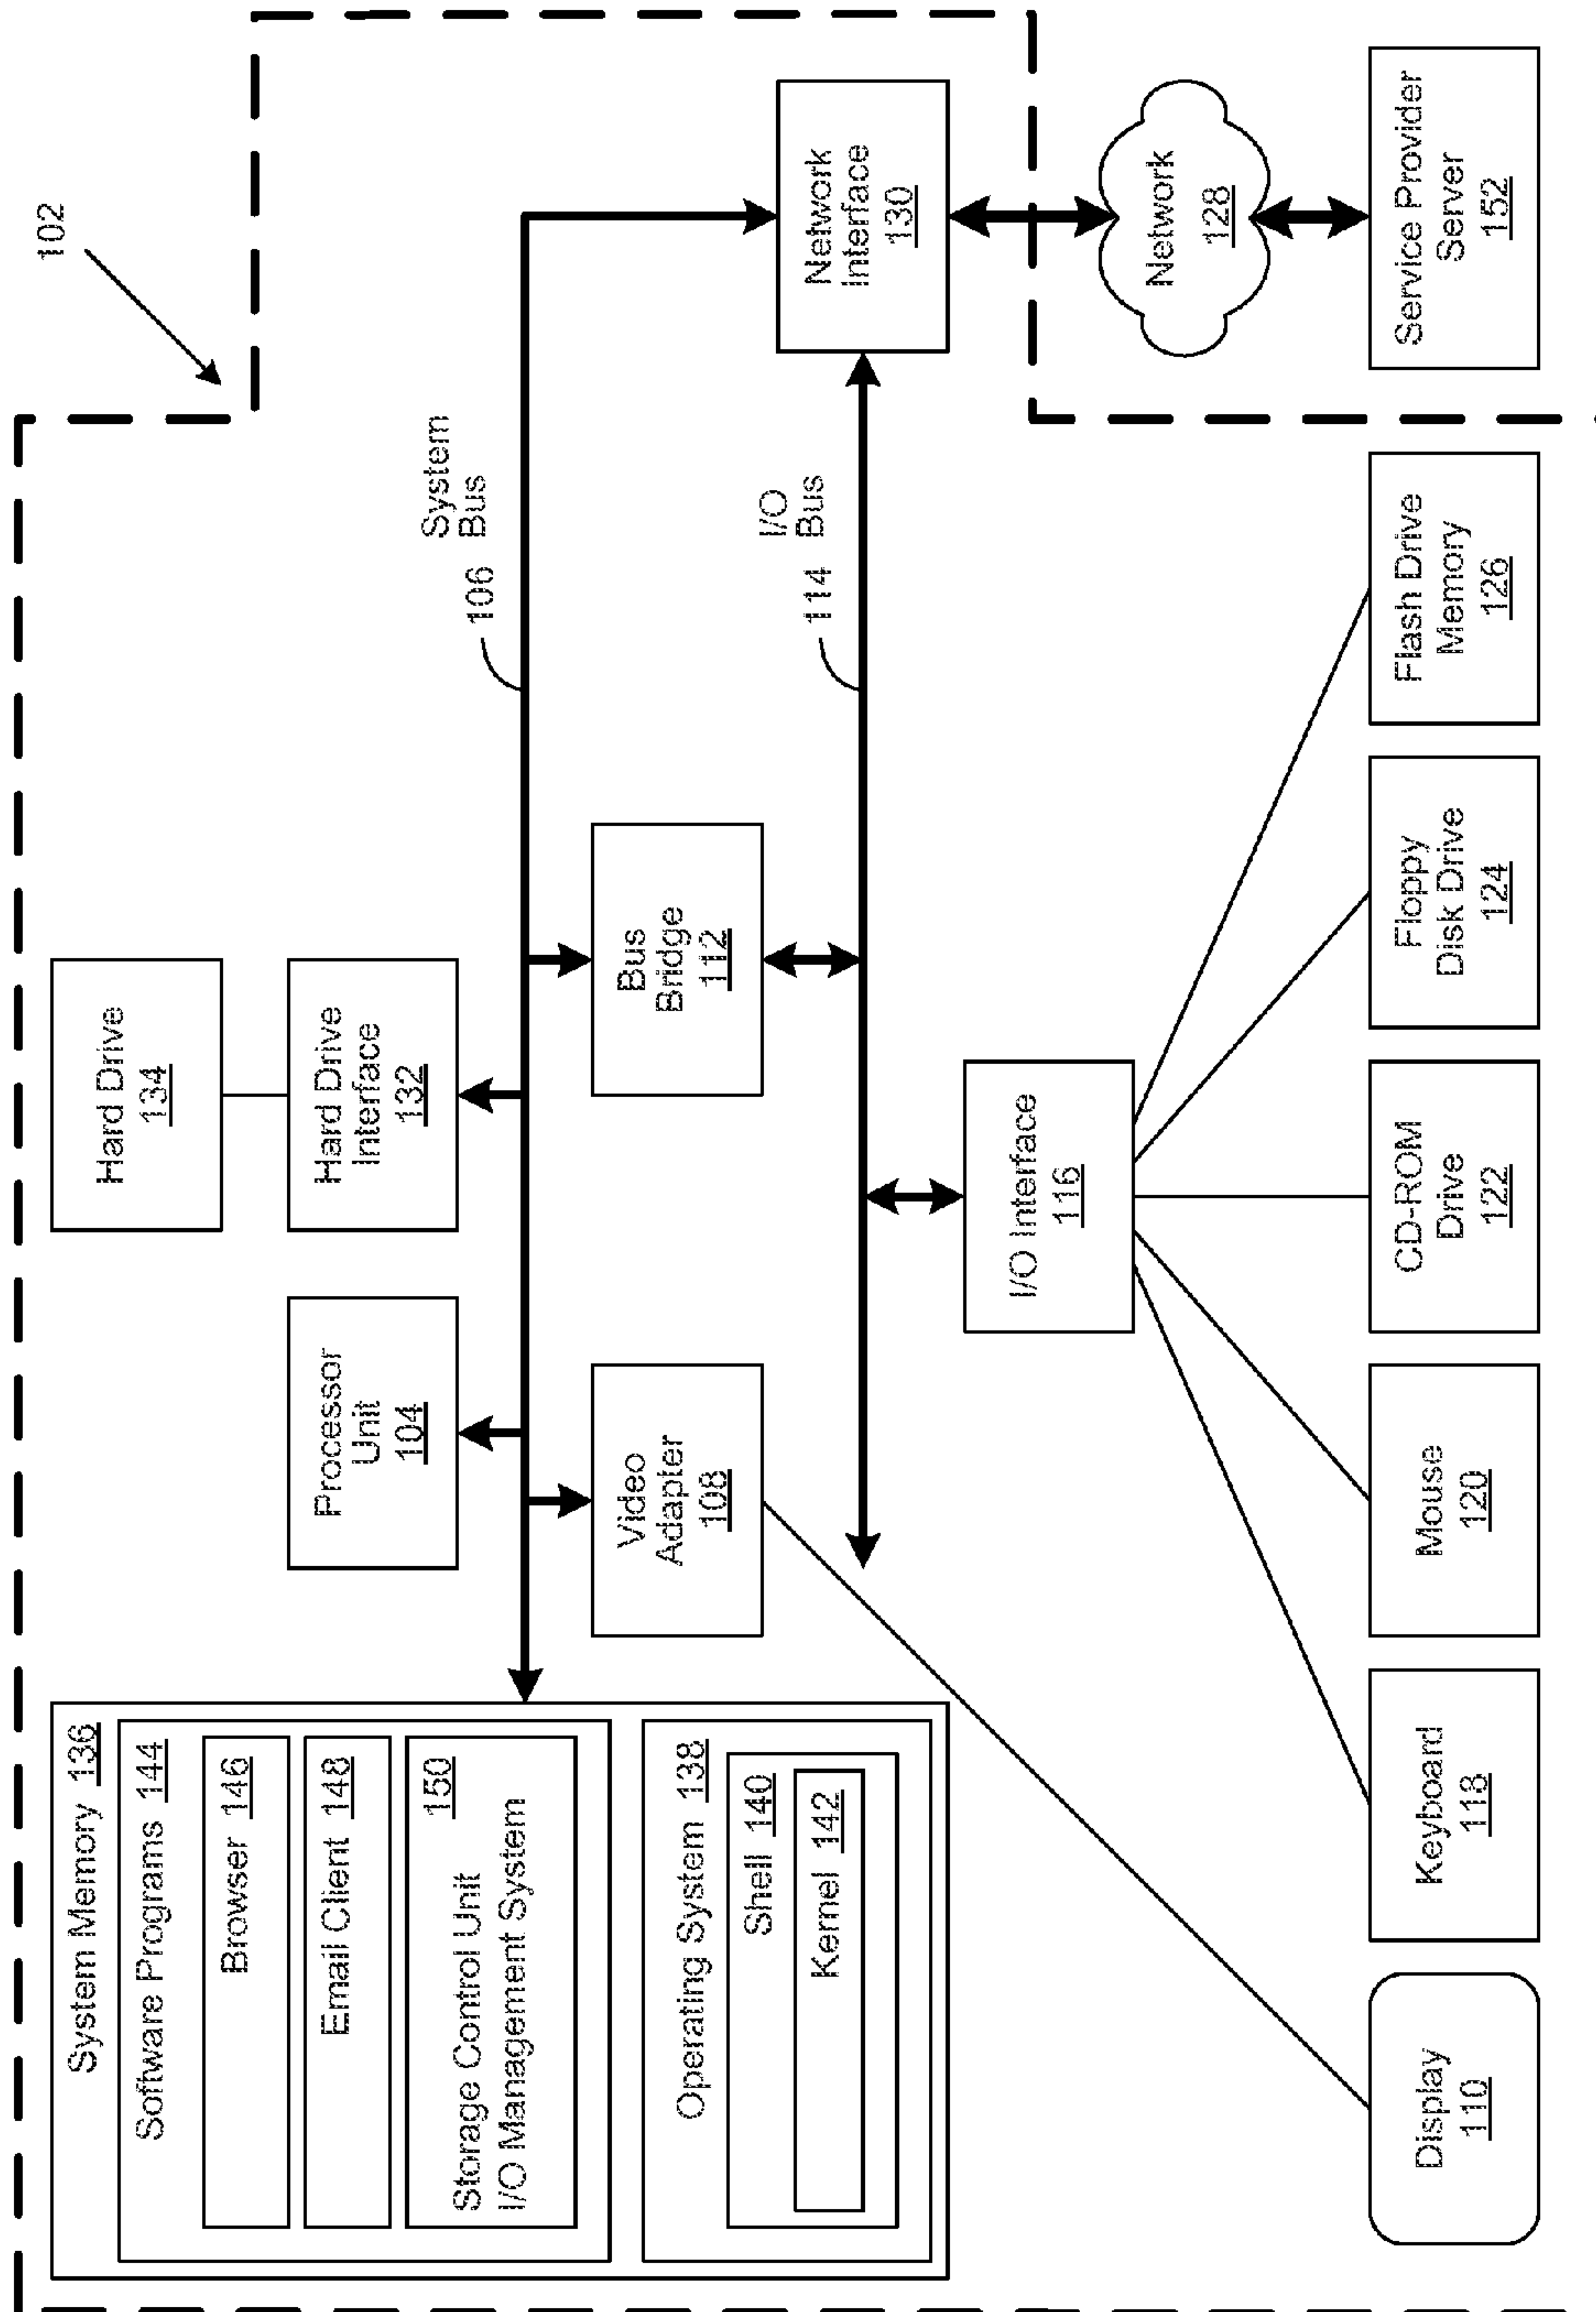 102
System Memory 136
Software Programs 144
Browser 146
Email Client 148
150
Storage Control Unit
I/O Management System
Operating System 138
Shell 140
Kernel 142
Processor
Unit
104
Hard Drive
134
Hard Drive
Interface
132
System
Bus
106
Video
Adapter
108
Bus
Bridge
112
I/O
Bus
114
Network
Interface
130
I/O Interface
116
Network
128
Display
110
Keyboard
118
Mouse
120
CD-ROM
Drive
122
Floppy
Disk Drive
124
Flash Drive
Memory
126
Service Provider
Server
152